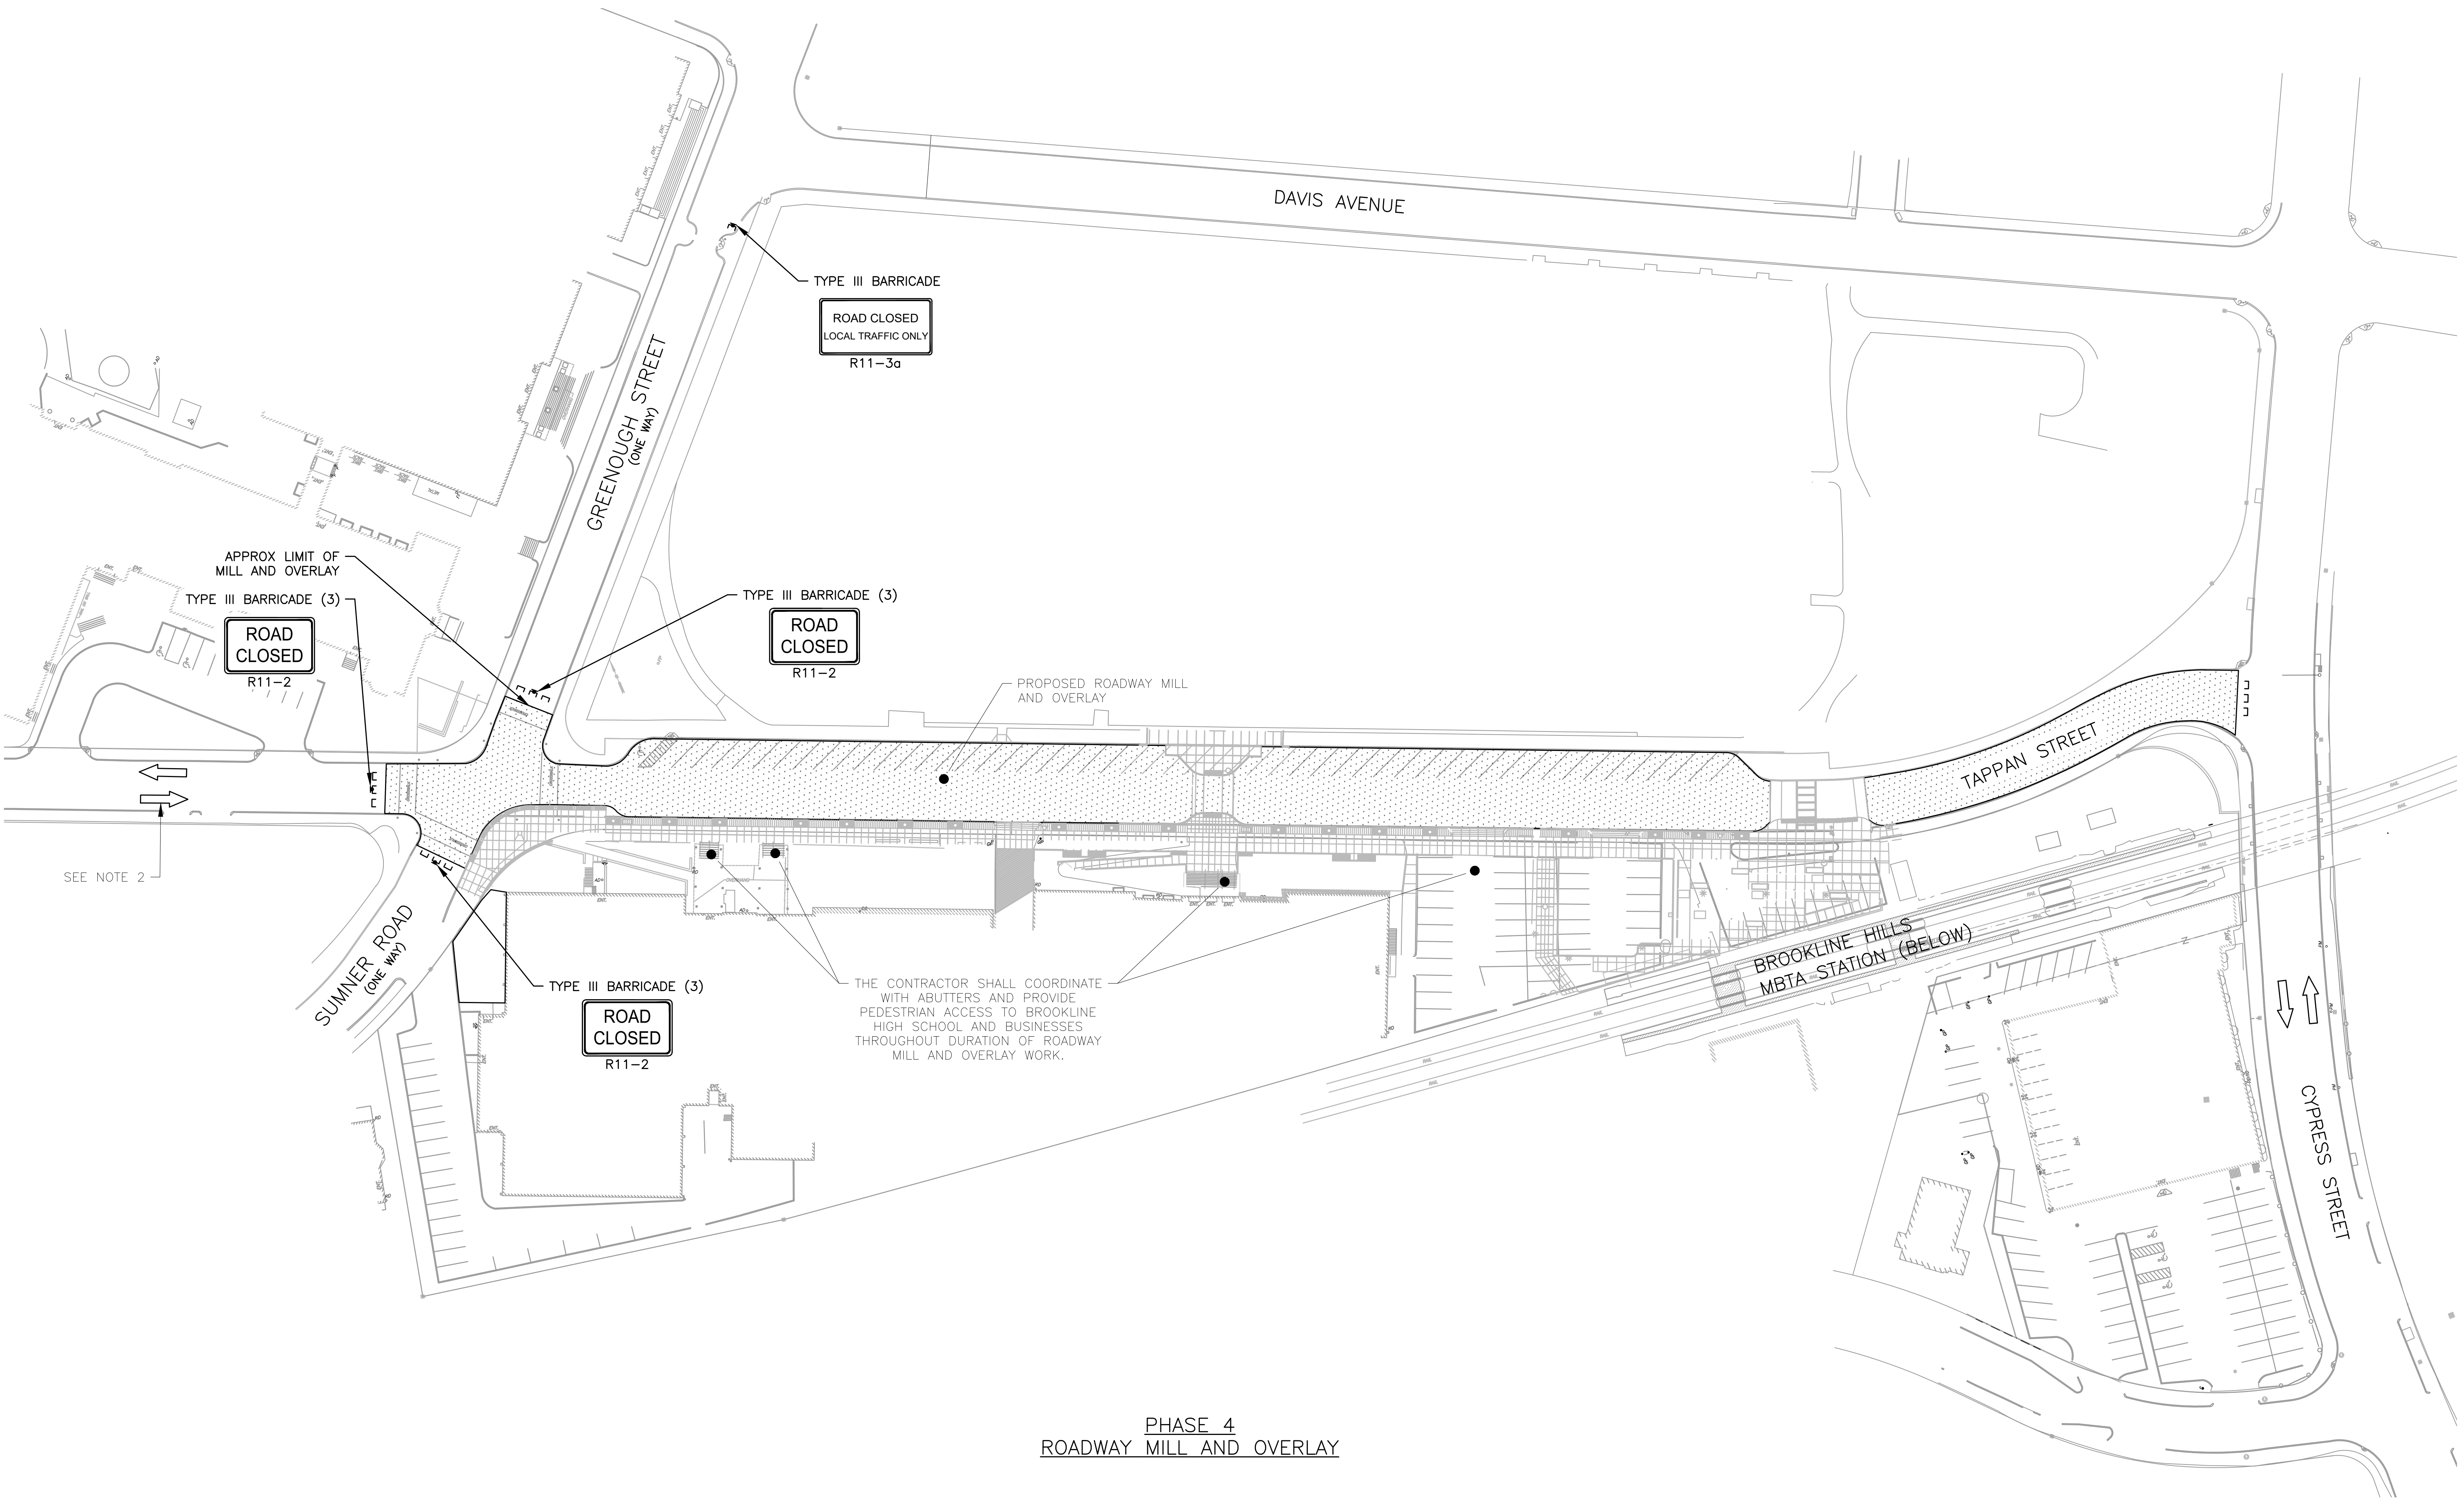 DAVIS AVENUE
TYPE III BARRICADE
ROAD CLOSED
LOCAL TRAFFIC ONLY
R11-3a
GREENOUGH STREET
(ONE WAY)
APPROX LIMIT OF
MILL AND OVERLAY
TYPE III BARRICADE (3)
ROAD
CLOSED
R11-2
TYPE III BARRICADE (3)
ROAD
CLOSED
R11-2
PROPOSED ROADWAY MILL
AND OVERLAY
TAPPAN STREET
SEE NOTE 2
SUMNER ROAD
(ONE WAY)
TYPE III BARRICADE (3)
ROAD
CLOSED
R11-2
THE CONTRACTOR SHALL COORDINATE
WITH ABUTTERS AND PROVIDE
PEDESTRIAN ACCESS TO BROOKLINE
HIGH SCHOOL AND BUSINESSES
THROUGHOUT DURATION OF ROADWAY
MILL AND OVERLAY WORK.
BROOKLINE HILLS
MBTA STATION (BELOW)
CYPRESS STREET
PHASE 4
ROADWAY MILL AND OVERLAY